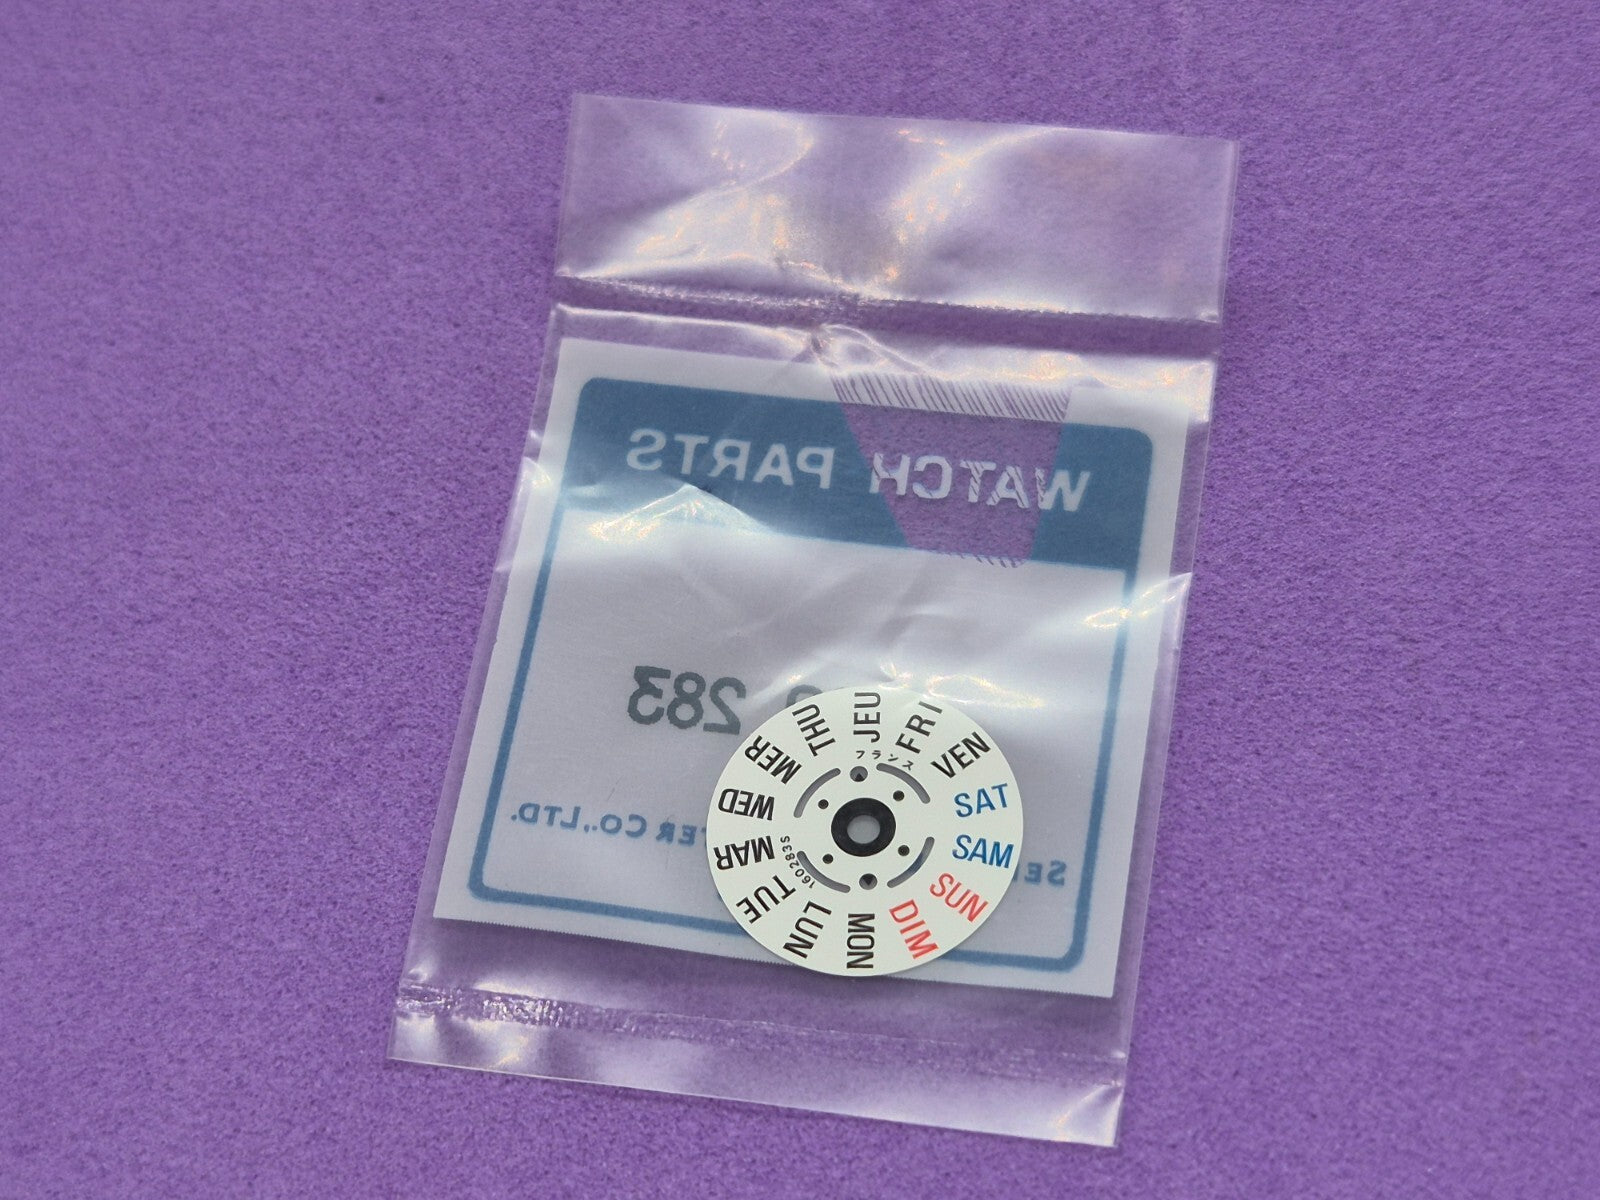 WATCH PARTS
283
TER CO., LTD.
SE
JEU
FRI
VEN
SAT
SAM
SUN
DIM
MON
LUN
TUE
MAR
WED
MER
THU
フランス
1602835